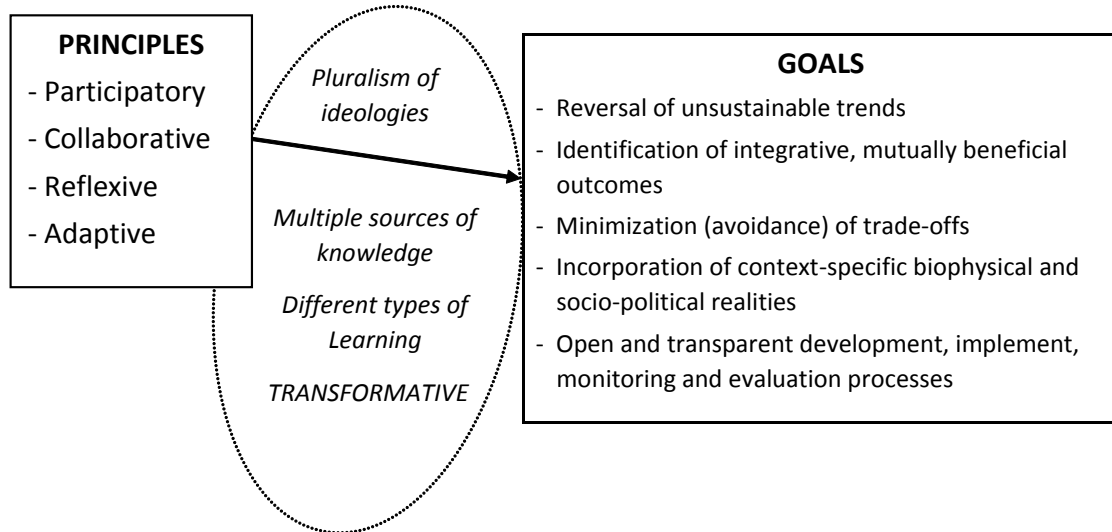 PRINCIPLES
- Participatory
- Collaborative
- Reflexive
- Adaptive
Pluralism of
ideologies
Multiple sources of
knowledge
Different types of
Learning
TRANSFORMATIVE
GOALS
- Reversal of unsustainable trends
- Identification of integrative, mutually beneficial
outcomes
- Minimization (avoidance) of trade-offs
- Incorporation of context-specific biophysical and
socio-political realities
- Open and transparent development, implement,
monitoring and evaluation processes